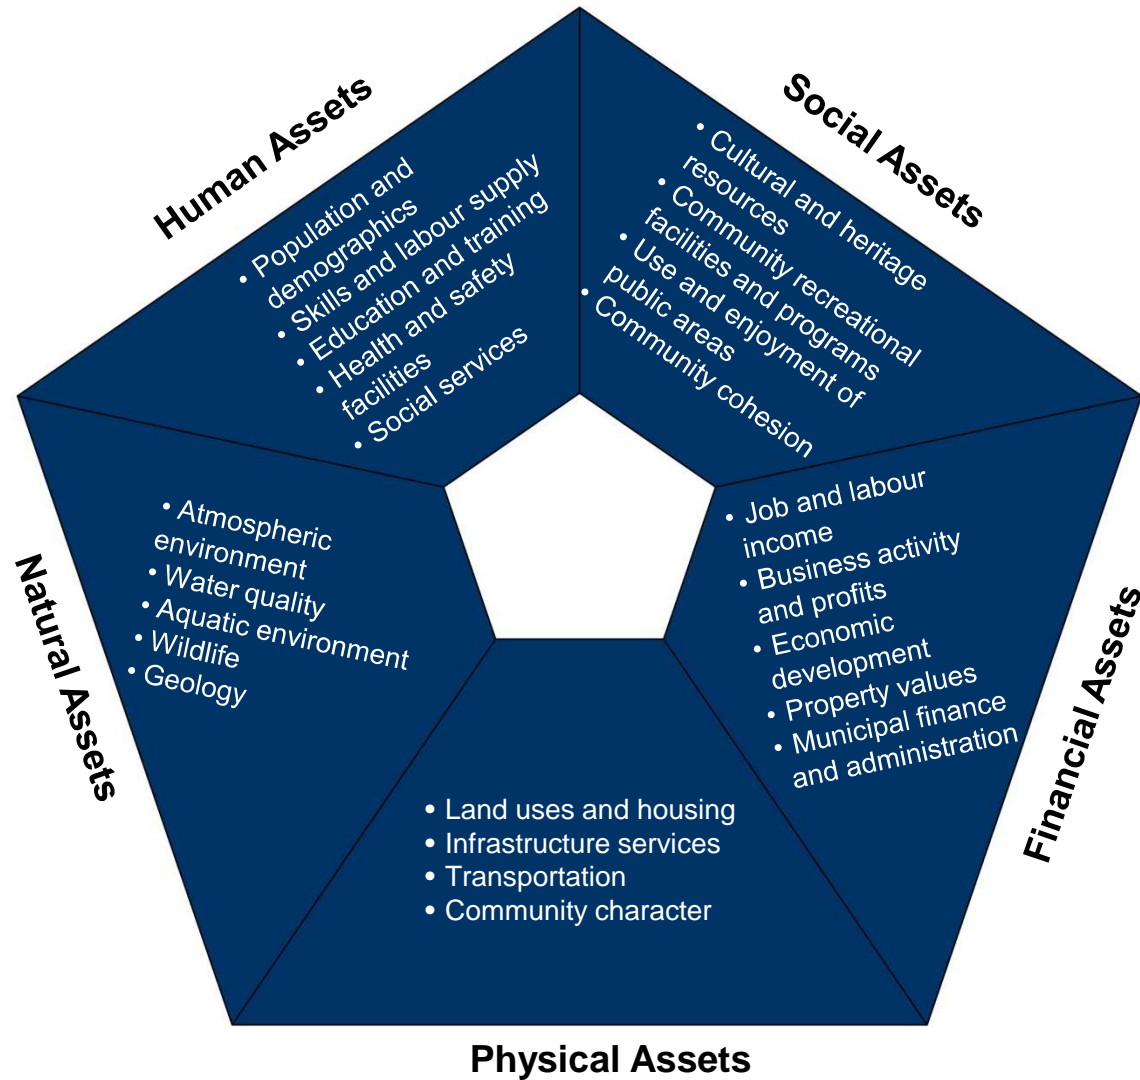 Human Assets
• Population and
demographics
• Skills and labour supply
• Education and training
• Health and safety
facilities
• Social services
Social Assets
• Cultural and heritage
resources
• Community recreational
facilities and programs
• Use and enjoyment of
public areas
• Community cohesion
Natural Assets
• Atmospheric
environment
• Water quality
• Aquatic environment
• Wildlife
• Geology
Financial Assets
• Job and labour
income
• Business activity
and profits
• Economic
development
• Property values
• Municipal finance
and administration
• Land uses and housing
• Infrastructure services
• Transportation
• Community character
Physical Assets